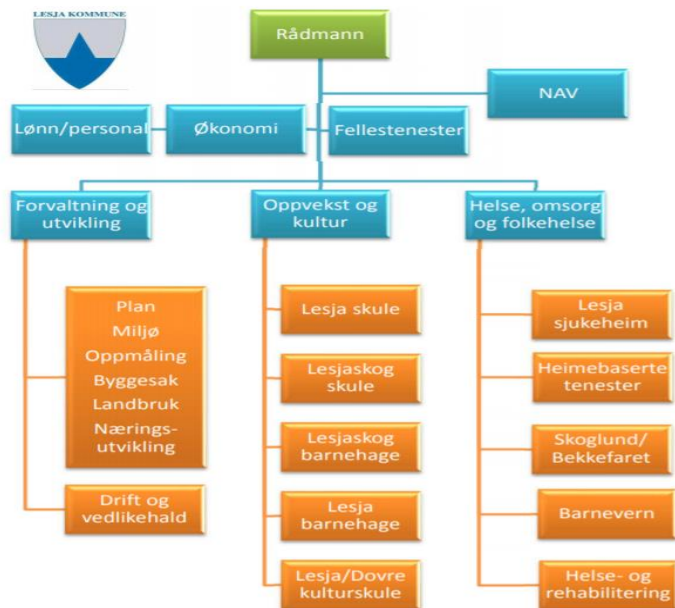 LESJA KOMMUNE
Rådmann
NAV
Lønn/personal
Økonomi
Fellestenester
Forvaltning og
utvikling
Plan
Miljø
Oppmåling
Byggesak
Landbruk
Nærings-
utvikling
Drift og
vedlikehald
Oppvekst og
kultur
Lesja skule
Lesjaskog
skule
Lesjaskog
barnehage
Lesja
barnehage
Lesja/Dovre
kulturskule
Helse, omsorg
og folkehelse
Lesja
sjukeheim
Heimebaserte
tenester
Skoglund/
Bekkefaret
Barnevern
Helse- og
rehabilitering